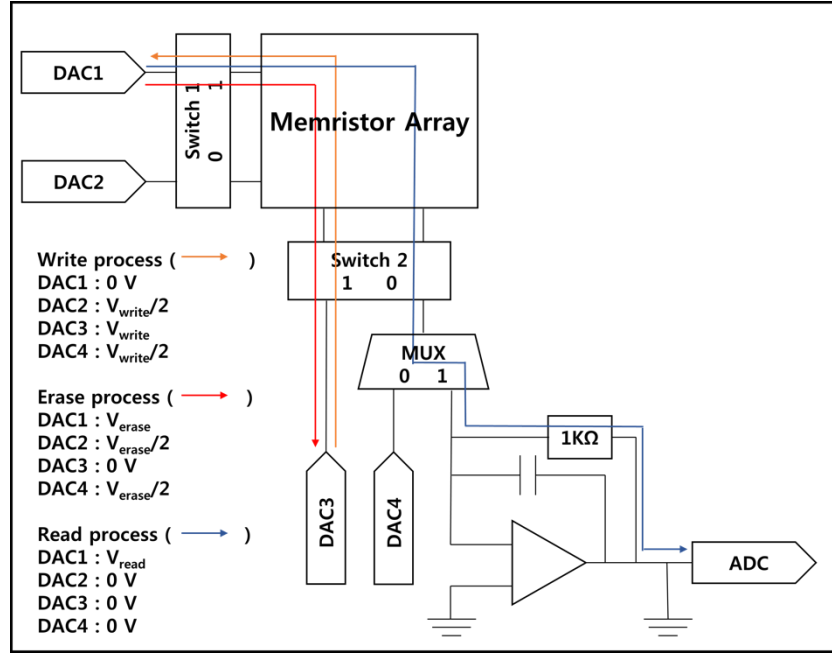 DAC1
Switch 1
0 1
Memristor Array
DAC2
Switch 2
1 0
Write process ( )
DAC1 : 0 V
DAC2 : Vwrite/2
DAC3 : Vwrite
DAC4 : Vwrite/2
MUX
0 1
Erase process ( )
DAC1 : Verase
DAC2 : Verase/2
DAC3 : 0 V
DAC4 : Verase/2
1KΩ
DAC3
DAC4
Read process ( )
DAC1 : Vread
DAC2 : 0 V
DAC3 : 0 V
DAC4 : 0 V
ADC